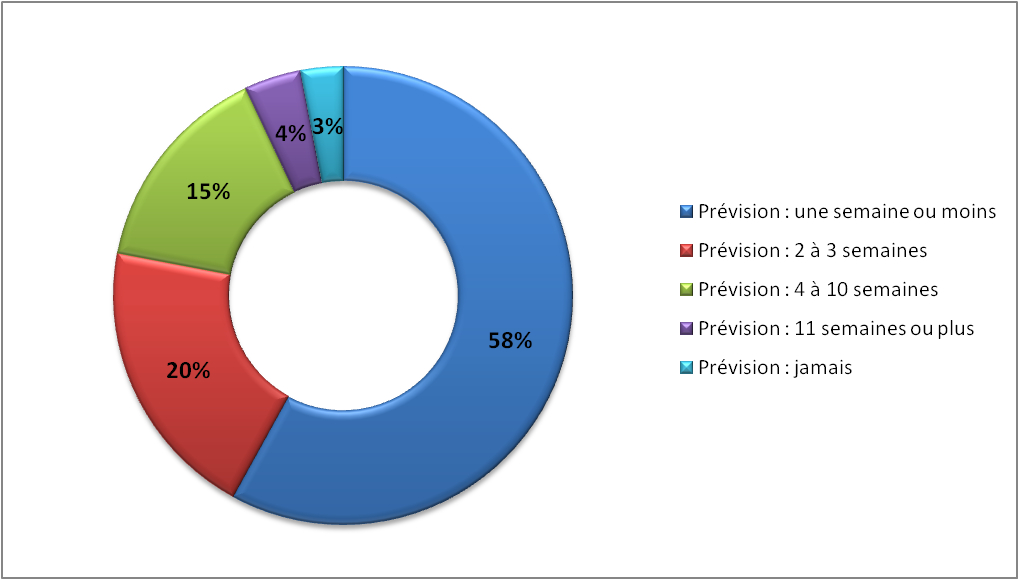 3%
4%
15%
58%
20%
Prévision : une semaine ou moins
Prévision : 2 à 3 semaines
Prévision : 4 à 10 semaines
Prévision : 11 semaines ou plus
Prévision : jamais